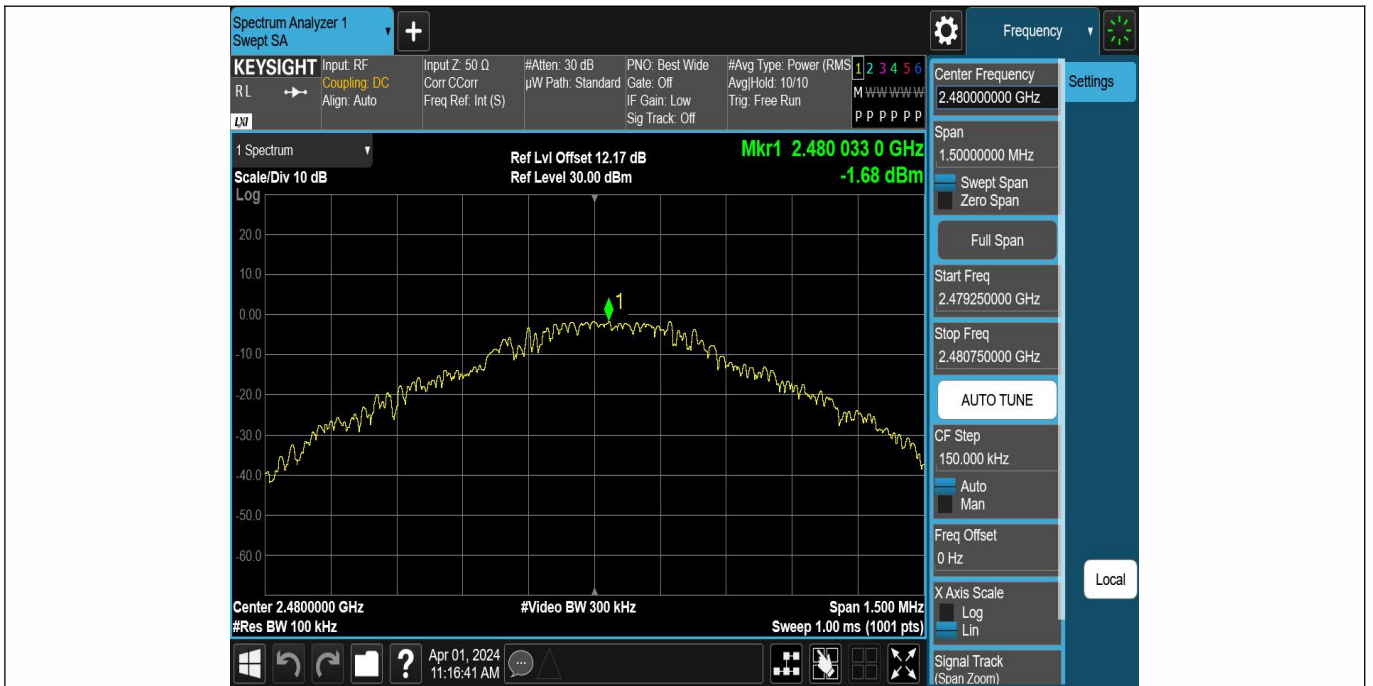 Spectrum Analyzer 1
Swept SA
+
Frequency
KEYSIGHT
RL
LXI
Input: RF
Coupling: DC
Align: Auto
Input Z: 50 Ω
Corr CCorr
Freq Ref: Int (S)
#Atten: 30 dB
µW Path: Standard
PNO: Best Wide
Gate: Off
IF Gain: Low
Sig Track: Off
#Avg Type: Power (RMS
Avg|Hold: 10/10
Trig: Free Run
1 2 3 4 5 6
M W W W W W
P P P P P P
1 Spectrum
Scale/Div 10 dB
Log
Ref Lvl Offset 12.17 dB
Ref Level 30.00 dBm
Mkr1 2.480 033 0 GHz
-1.68 dBm
20.0
10.0
0.00
-10.0
-20.0
-30.0
-40.0
-50.0
-60.0
1
Center 2.4800000 GHz
#Res BW 100 kHz
#Video BW 300 kHz
Span 1.500 MHz
Sweep 1.00 ms (1001 pts)
Apr 01, 2024
11:16:41 AM
?
Center Frequency
2.480000000 GHz
Settings
Span
1.50000000 MHz
Swept Span
Zero Span
Full Span
Start Freq
2.479250000 GHz
Stop Freq
2.480750000 GHz
AUTO TUNE
CF Step
150.000 kHz
Auto
Man
Freq Offset
0 Hz
Local
X Axis Scale
Log
Lin
Signal Track
(Span Zoom)